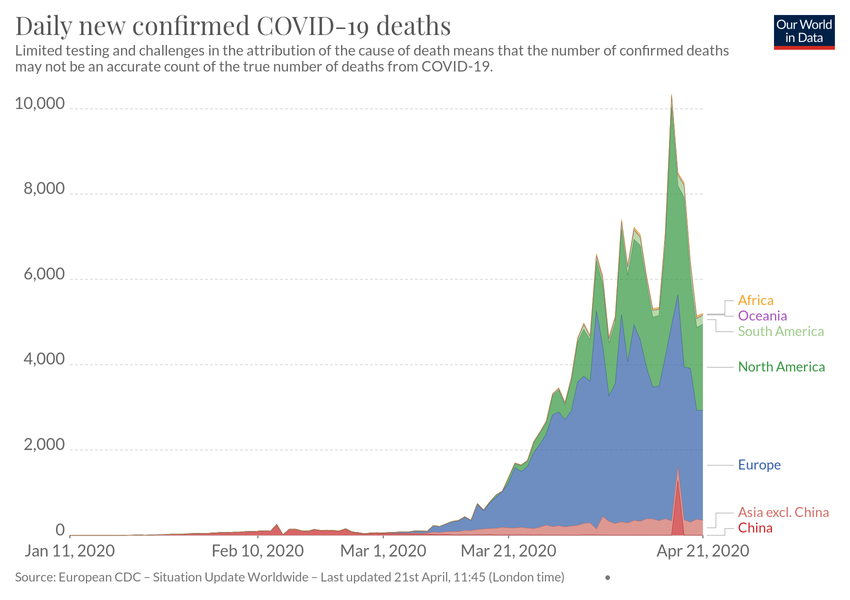 Daily new confirmed COVID-19 deaths
Our World
in Data
Limited testing and challenges in the attribution of the cause of death means that the number of confirmed deaths
may not be an accurate count of the true number of deaths from COVID-19.
10,000
8,000
6,000
4,000
2,000
0
Africa
Oceania
South America
North America
Europe
Asia excl. China
China
Jan 11, 2020
Feb 10, 2020
Mar 1, 2020
Mar 21, 2020
Apr 21, 2020
Source: European CDC – Situation Update Worldwide – Last updated 21st April, 11:45 (London time)